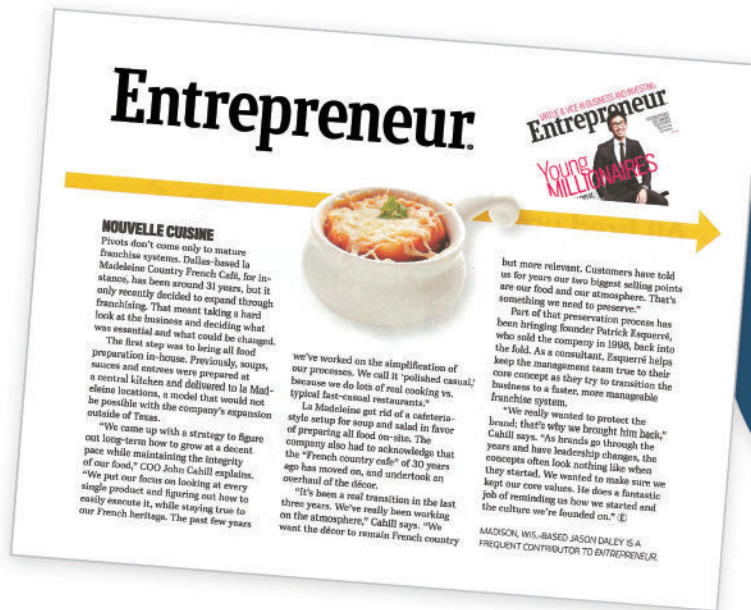 Entrepreneur
VIRTUE & VICE IN BUSINESS AND INVESTING
Entrepreneur
Young
MILLIONAIRES
NOUVELLE CUISINE
Pivots don't come only to mature
franchise systems. Dallas-based la
Madeleine Country French Café, for in-
stance, has been around 31 years, but it
only recently decided to expand through
franchising. That meant taking a hard
look at the business and deciding what
was essential and what could be changed.
The first step was to bring all food
preparation in-house. Previously, soups,
sauces and entrees were prepared at
a central kitchen and delivered to la Mad-
eleine locations, a model that would not
be possible with the company's expansion
outside of Texas.
"We came up with a strategy to figure
out long-term how to grow at a decent
pace while maintaining the integrity
of our food," COO John Cahill explains.
"We put our focus on looking at every
single product and figuring out how to
easily execute it, while staying true to
our French heritage. The past few years
we've worked on the simplification of
our processes. We call it 'polished casual,'
because we do lots of real cooking vs.
typical fast-casual restaurants."
La Madeleine got rid of a cafeteria-
style setup for soup and salad in favor
of preparing all food on-site. The
company also had to acknowledge that
the "French country cafe" of 30 years
ago has moved on, and undertook an
overhaul of the décor.
"It's been a real transition in the last
three years. We've really been working
on the atmosphere," Cahill says. "We
want the décor to remain French country
but more relevant. Customers have told
us for years our two biggest selling points
are our food and our atmosphere. That's
something we need to preserve."
Part of that preservation process has
been bringing founder Patrick Esquerré,
who sold the company in 1998, back into
the fold. As a consultant, Esquerré helps
keep the management team true to their
core concept as they try to transition the
business to a faster, more manageable
franchise system.
"We really wanted to protect the
brand; that's why we brought him back,"
Cahill says. "As brands go through the
years and have leadership changes, the
concepts often look nothing like when
they started. We wanted to make sure we
kept our core values. He does a fantastic
job of reminding us how we started and
the culture we're founded on." Ⓔ
MADISON, WIS.-BASED JASON DALEY IS A
FREQUENT CONTRIBUTOR TO ENTREPRENEUR.